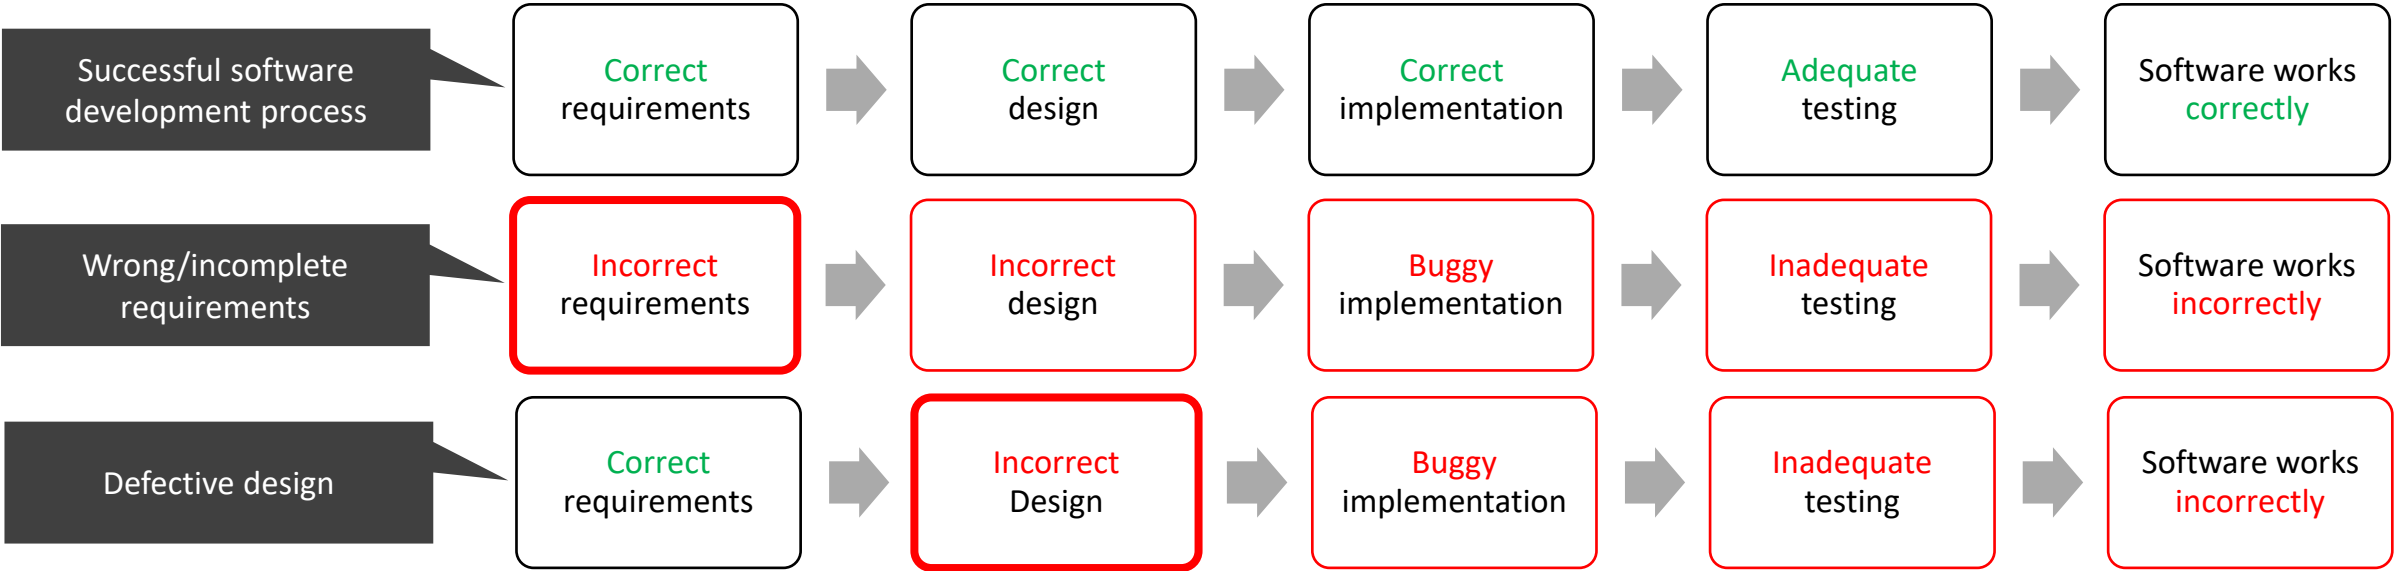 Successful software
development process
Correct
requirements
Correct
design
Correct
implementation
Adequate
testing
Software works
correctly
Wrong/incomplete
requirements
Incorrect
requirements
Incorrect
design
Buggy
implementation
Inadequate
testing
Software works
incorrectly
Defective design
Correct
requirements
Incorrect
Design
Buggy
implementation
Inadequate
testing
Software works
incorrectly